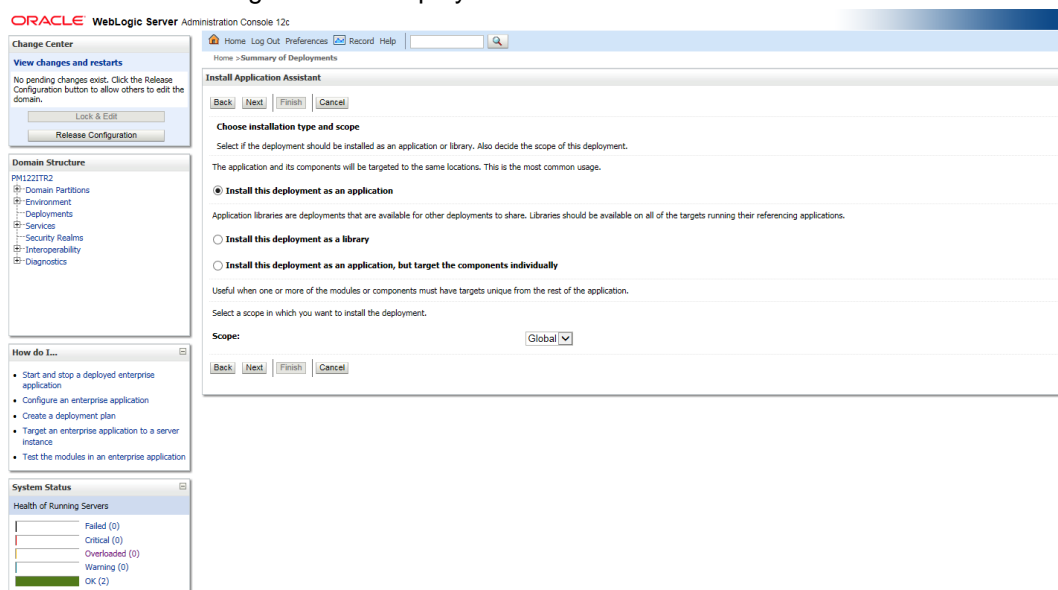 ORACLE WebLogic Server Administration Console 12c
Change Center
View changes and restarts
No pending changes exist. Click the Release
Configuration button to allow others to edit the
domain.
Lock & Edit
Release Configuration
Domain Structure
PM122ITR2
Domain Partitions
Environment
Deployments
Services
Security Realms
Interoperability
Diagnostics
How do I...
Start and stop a deployed enterprise
application
Configure an enterprise application
Create a deployment plan
Target an enterprise application to a server
instance
Test the modules in an enterprise application
System Status
Health of Running Servers
Failed (0)
Critical (0)
Overloaded (0)
Warning (0)
OK (2)
Home Log Out Preferences Record Help
Home >Summary of Deployments
Install Application Assistant
Back Next Finish Cancel
Choose installation type and scope
Select if the deployment should be installed as an application or library. Also decide the scope of this deployment.
The application and its components will be targeted to the same locations. This is the most common usage.
Install this deployment as an application
Application libraries are deployments that are available for other deployments to share. Libraries should be available on all of the targets running their referencing applications.
Install this deployment as a library
Install this deployment as an application, but target the components individually
Useful when one or more of the modules or components must have targets unique from the rest of the application.
Select a scope in which you want to install the deployment.
Scope: Global
Back Next Finish Cancel